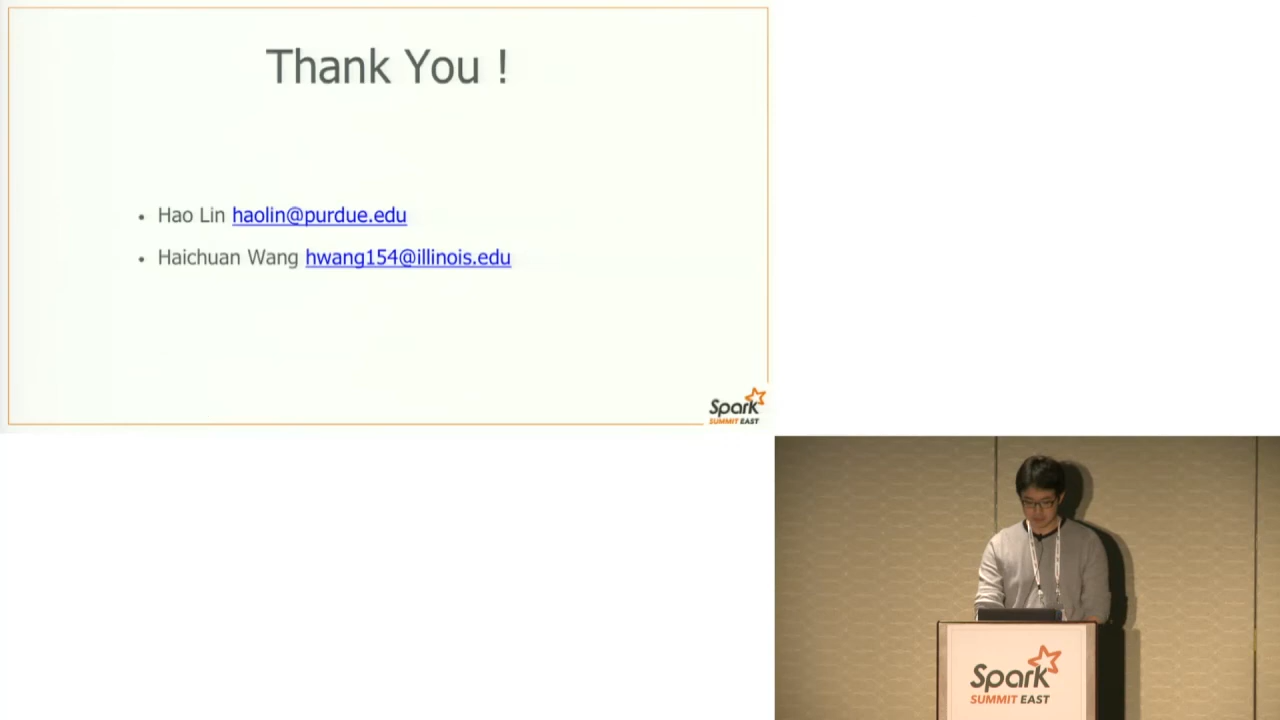 Thank You !
• Hao Lin haolin@purdue.edu
• Haichuan Wang hwang154@illinois.edu
Spark
SUMMIT EAST
Spark
SUMMIT EAST